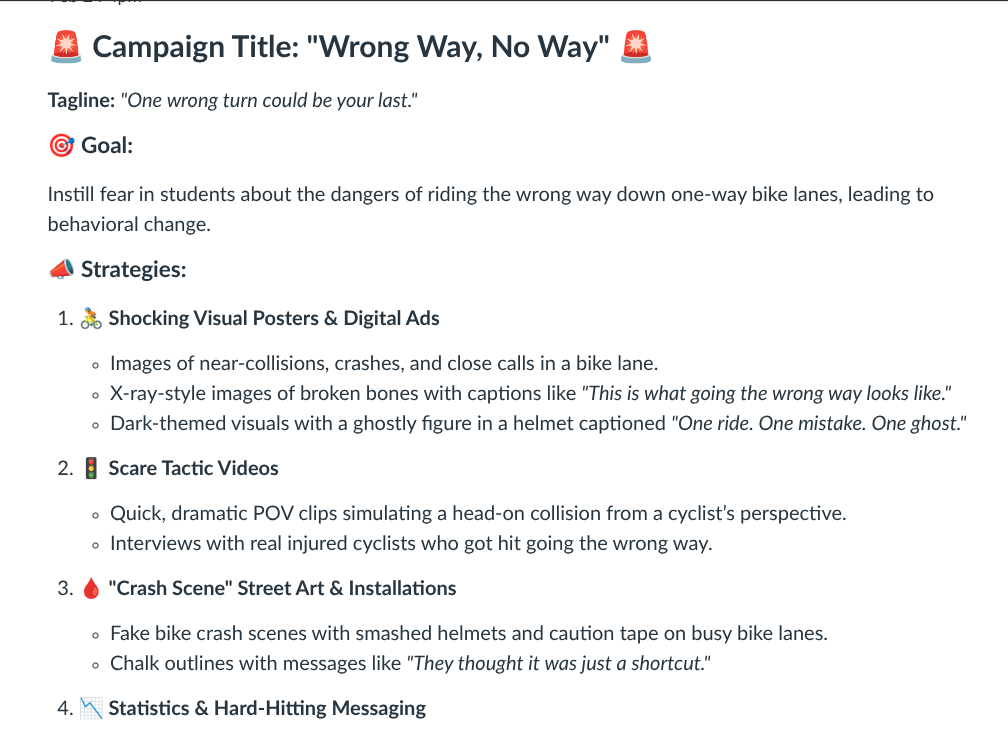 🚨 Campaign Title: "Wrong Way, No Way" 🚨
Tagline: "One wrong turn could be your last."
🎯 Goal:
Instill fear in students about the dangers of riding the wrong way down one-way bike lanes, leading to
behavioral change.
📣 Strategies:
1. 🚴 Shocking Visual Posters & Digital Ads
◦ Images of near-collisions, crashes, and close calls in a bike lane.
◦ X-ray-style images of broken bones with captions like "This is what going the wrong way looks like."
◦ Dark-themed visuals with a ghostly figure in a helmet captioned "One ride. One mistake. One ghost."
2. 🚦 Scare Tactic Videos
◦ Quick, dramatic POV clips simulating a head-on collision from a cyclist’s perspective.
◦ Interviews with real injured cyclists who got hit going the wrong way.
3. 🩸 "Crash Scene" Street Art & Installations
◦ Fake bike crash scenes with smashed helmets and caution tape on busy bike lanes.
◦ Chalk outlines with messages like "They thought it was just a shortcut."
4. 📉 Statistics & Hard-Hitting Messaging